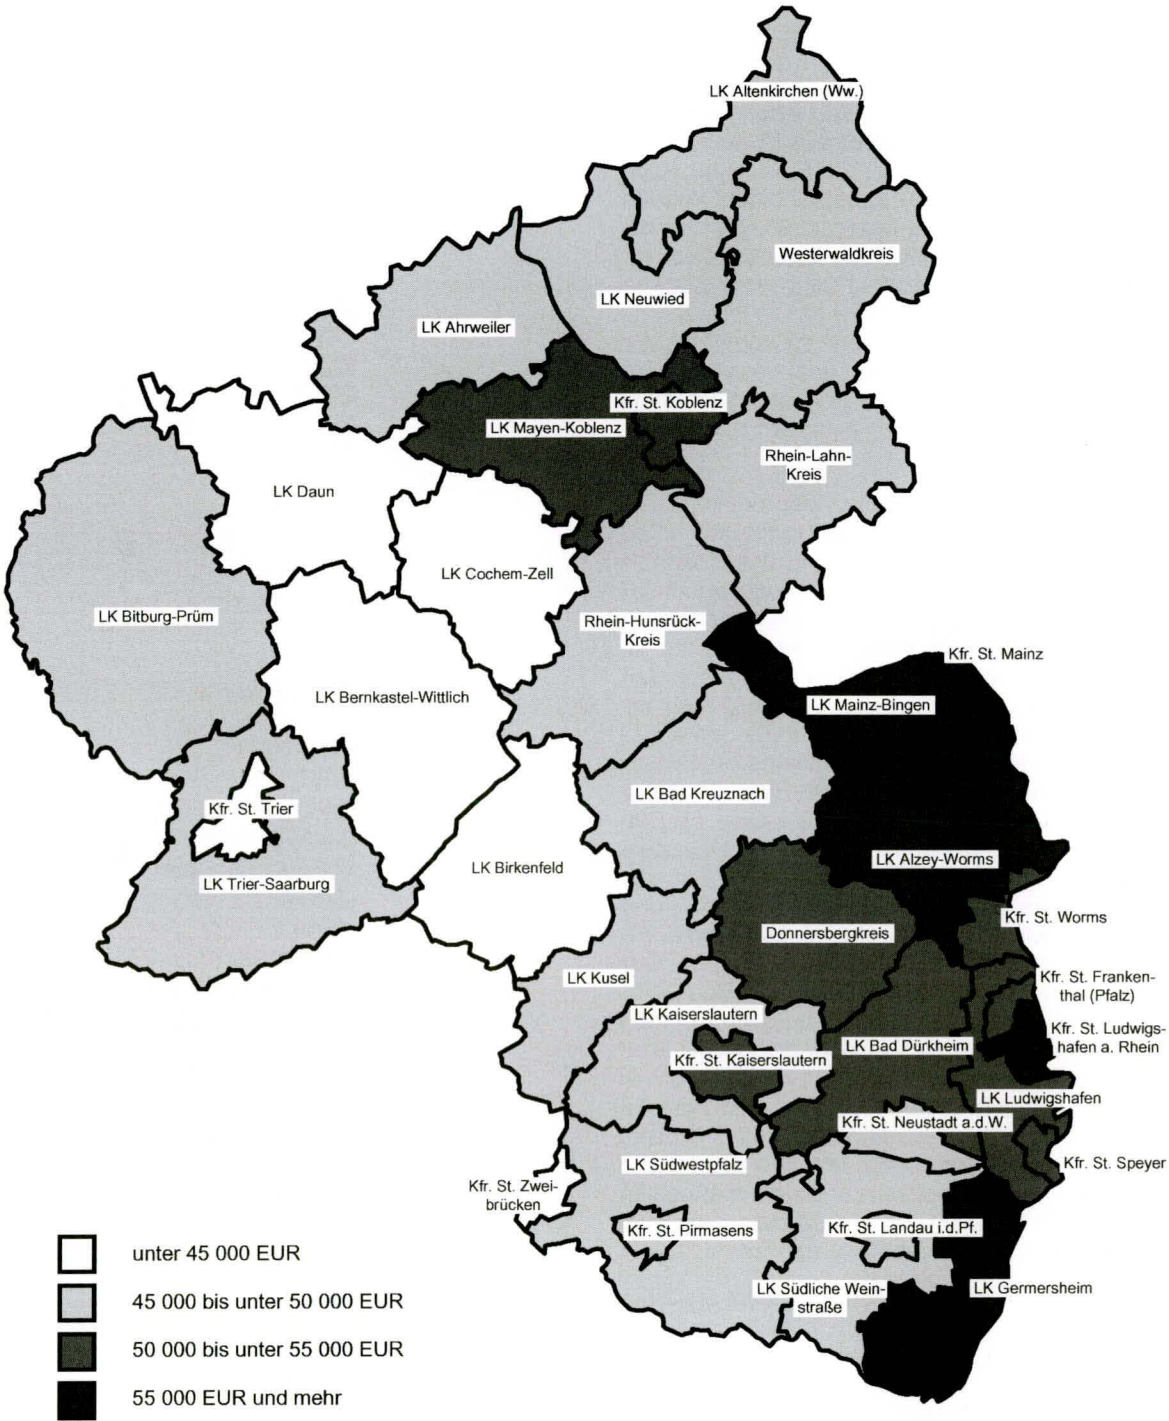 LK Altenkirchen (Ww.)
Westerwaldkreis
LK Neuwied
LK Ahrweiler
Kfr. St. Koblenz
LK Mayen-Koblenz
Rhein-Lahn-
Kreis
LK Daun
LK Cochem-Zell
LK Bitburg-Prüm
Rhein-Hunsrück-
Kreis
Kfr. St. Mainz
LK Bernkastel-Wittlich
LK Mainz-Bingen
LK Bad Kreuznach
Kfr. St. Trier
LK Alzey-Worms
LK Birkenfeld
LK Trier-Saarburg
Kfr. St. Worms
Donnersbergkreis
LK Kusel
Kfr. St. Franken-
thal (Pfalz)
LK Kaiserslautern
Kfr. St. Ludwigs-
hafen a. Rhein
LK Bad Dürkheim
Kfr. St. Kaiserslautern
LK Ludwigshafen
Kfr. St. Neustadt a.d.W.
LK Südwestpfalz
Kfr. St. Speyer
Kfr. St. Zwei-
brücken
Kfr. St. Pirmasens
Kfr. St. Landau i.d.Pf.
LK Südliche Wein-
straße
LK Germersheim
unter 45 000 EUR
45 000 bis unter 50 000 EUR
50 000 bis unter 55 000 EUR
55 000 EUR und mehr